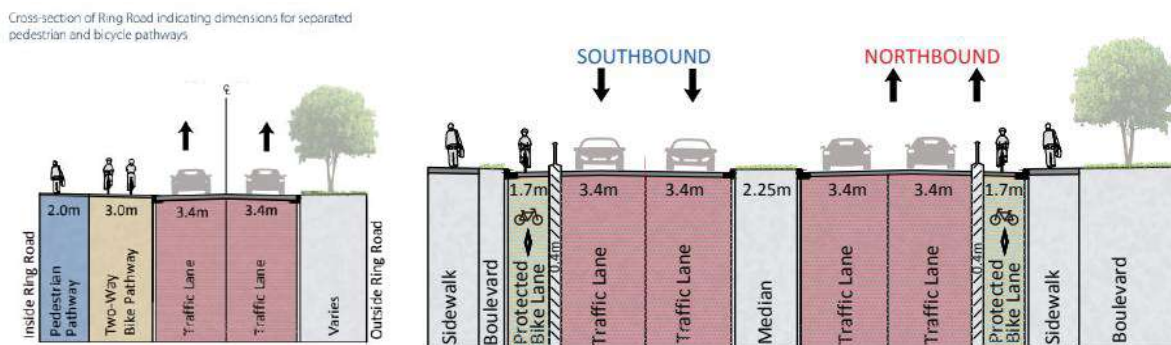 Cross-section of Ring Road indicating dimensions for separated
pedestrian and bicycle pathways
℄
2.0m
3.0m
3.4m
3.4m
Inside Ring Road
Pedestrian
Pathway
Two-Way
Bike Pathway
Traffic Lane
Traffic Lane
Varies
Outside Ring Road
SOUTHBOUND
NORTHBOUND
1.7m
3.4m
3.4m
2.25m
3.4m
3.4m
1.7m
Sidewalk
Boulevard
Protected
Bike Lane
0.4m
Traffic Lane
Traffic Lane
Median
Traffic Lane
Traffic Lane
0.4m
Protected
Bike Lane
Sidewalk
Boulevard